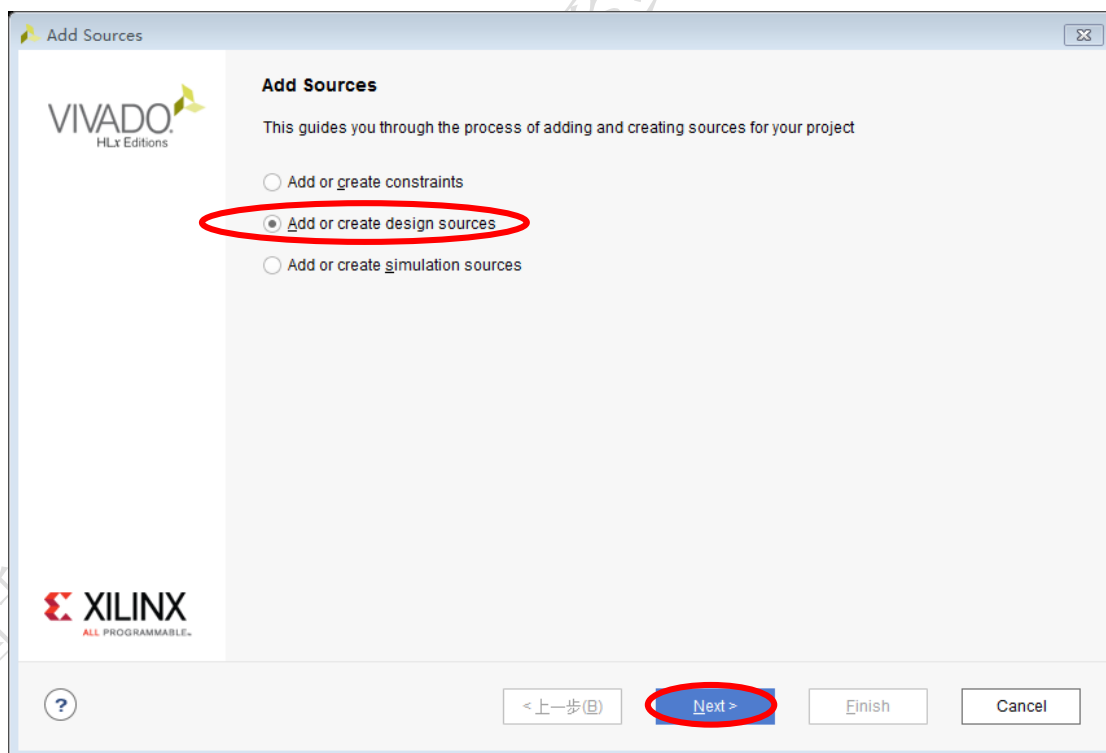 Add Sources
VIVADO.
HLx Editions
Add Sources
This guides you through the process of adding and creating sources for your project
Add or create constraints
Add or create design sources
Add or create simulation sources
XILINX
ALL PROGRAMMABLE™
?
<上一步(B)
Next >
Finish
Cancel